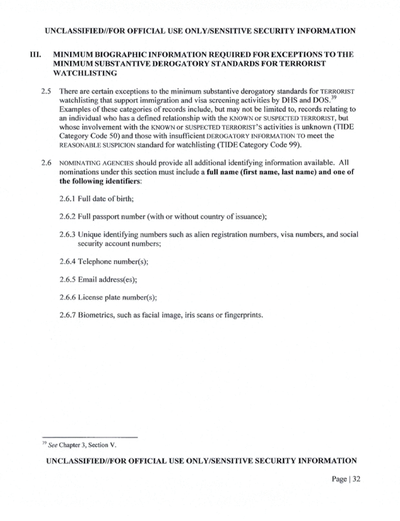 UNCLASSIFIED//FOR OFFICIAL USE ONLY/SENSITIVE SECURITY INFORMATION
III. MINIMUM BIOGRAPHIC INFORMATION REQUIRED FOR EXCEPTIONS TO THE
MINIMUM SUBSTANTIVE DEROGATORY STANDARDS FOR TERRORIST
WATCHLISTING
2.5 There are certain exceptions to the minimum substantive derogatory standards for TERRORIST
watchlisting that support immigration and visa screening activities by DHS and DOS.39
Examples of these categories of records include, but may not be limited to, records relating to
an individual who has a defined relationship with the KNOWN or SUSPECTED TERRORIST, but
whose involvement with the KNOWN or SUSPECTED TERRORIST'S activities is unknown (TIDE
Category Code 50) and those with insufficient DEROGATORY INFORMATION TO meet the
REASONABLE SUSPICION standard for watchlisting (TIDE Category Code 99).
2.6 NOMINATING AGENCIES should provide all additional identifying information available. All
nominations under this section must include a full name (first name, last name) and one of
the following identifiers:
2.6.1 Full date of birth;
2.6.2 Full passport number (with or without country of issuance);
2.6.3 Unique identifying numbers such as alien registration numbers, visa numbers, and social
security account numbers;
2.6.4 Telephone number(s);
2.6.5 Email address(es);
2.6.6 License plate number(s);
2.6.7 Biometrics, such as facial image, iris scans or fingerprints.
39 See Chapter 3, Section V.
UNCLASSIFIED//FOR OFFICIAL USE ONLY/SENSITIVE SECURITY INFORMATION
Page | 32